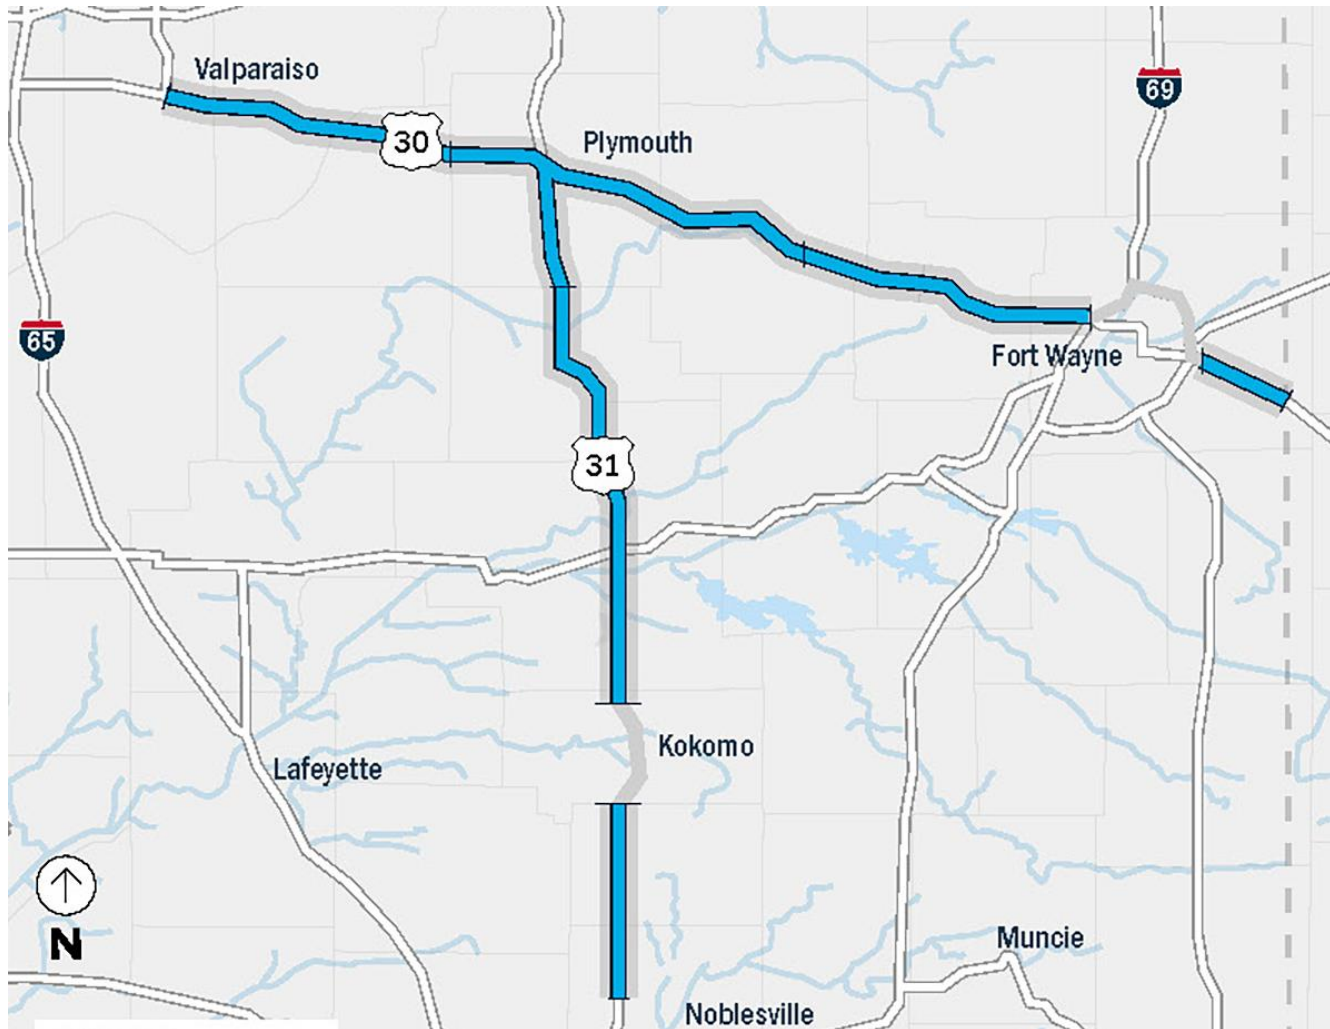 Valparaiso
69
30
Plymouth
65
Fort Wayne
31
Kokomo
Lafeyette
N
Muncie
Noblesville